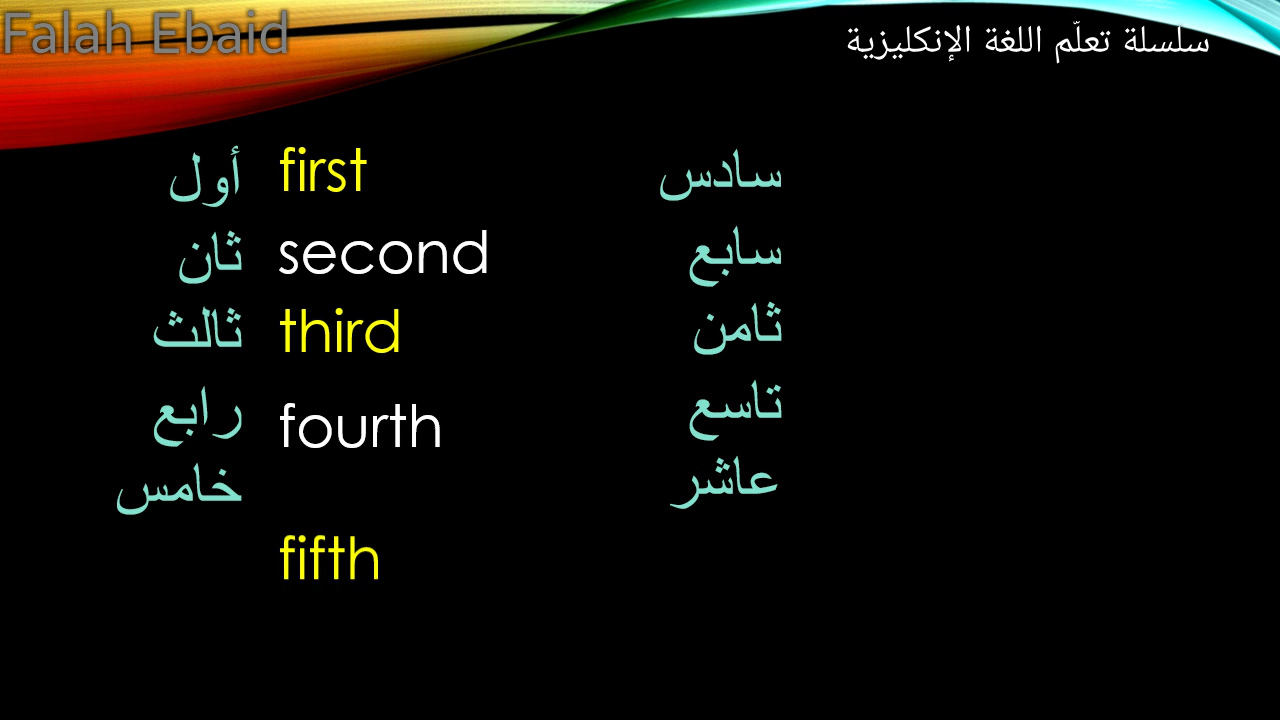 Falah Ebaid
سلسلة تعلّم اللغة الإنكليزية
أول first
ثان second
ثالث third
رابع fourth
خامس
fifth
سادس
سابع
ثامن
تاسع
عاشر